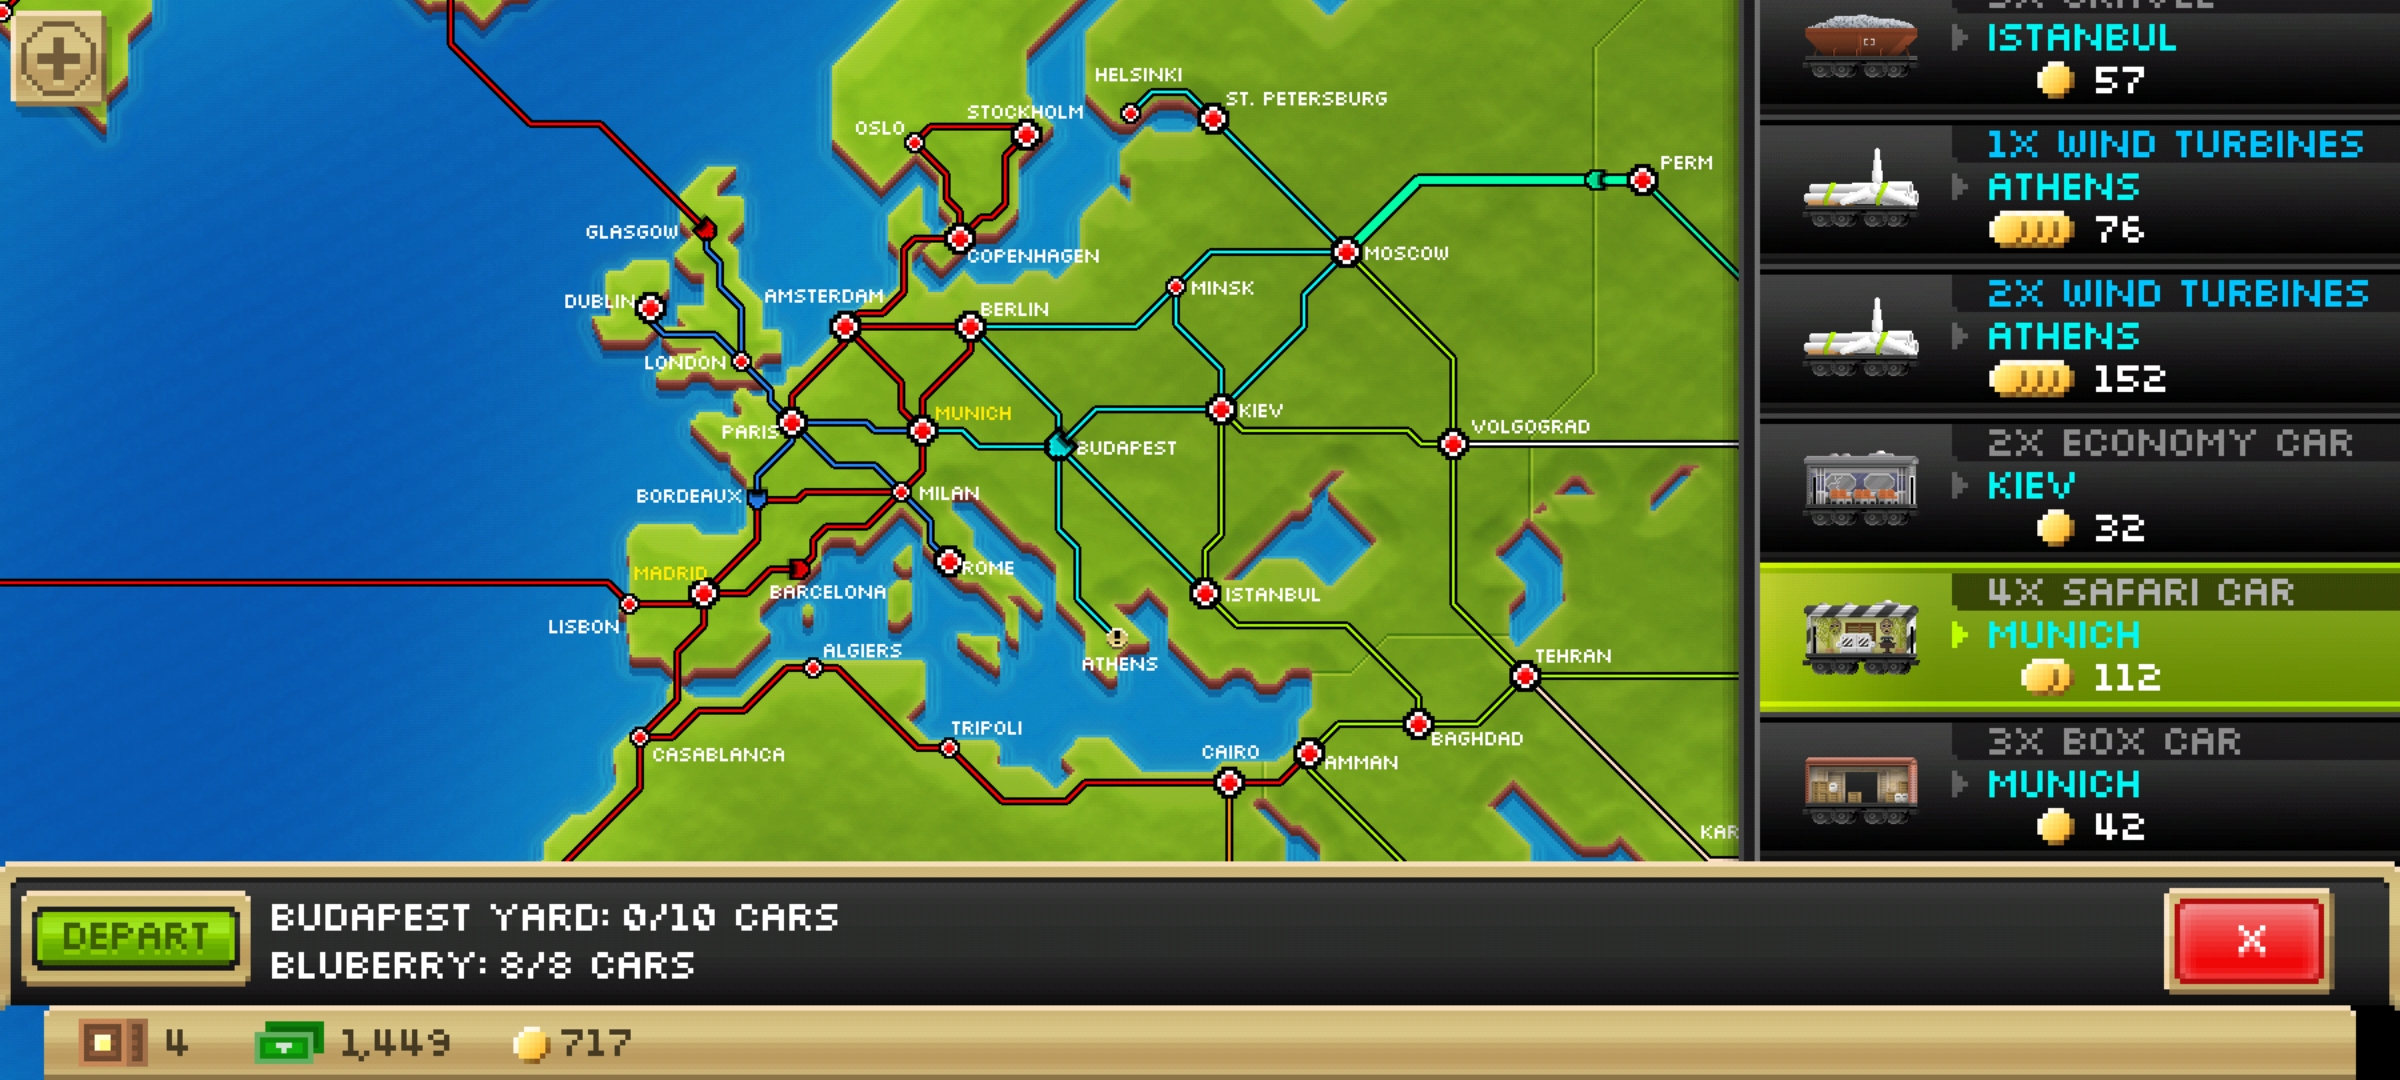 HELSINKI
ST. PETERSBURG
STOCKHOLM
OSLO
PERM
GLASGOW
COPENHAGEN
MOSCOW
DUBLIN
AMSTERDAM
BERLIN
MINSK
LONDON
PARIS
MUNICH
KIEV
BUDAPEST
VOLGOGRAD
BORDEAUX
MILAN
MADRID
ROME
BARCELONA
ISTANBUL
LISBON
ALGIERS
ATHENS
TEHRAN
TRIPOLI
CASABLANCA
CAIRO
AMMAN
BAGHDAD
KAR
3X GRAVEL
ISTANBUL
57
1X WIND TURBINES
ATHENS
76
2X WIND TURBINES
ATHENS
152
2X ECONOMY CAR
KIEV
32
4X SAFARI CAR
MUNICH
112
3X BOX CAR
MUNICH
42
DEPART
BUDAPEST YARD: 0/10 CARS
BLUBERRY: 8/8 CARS
X
4
1,449
717